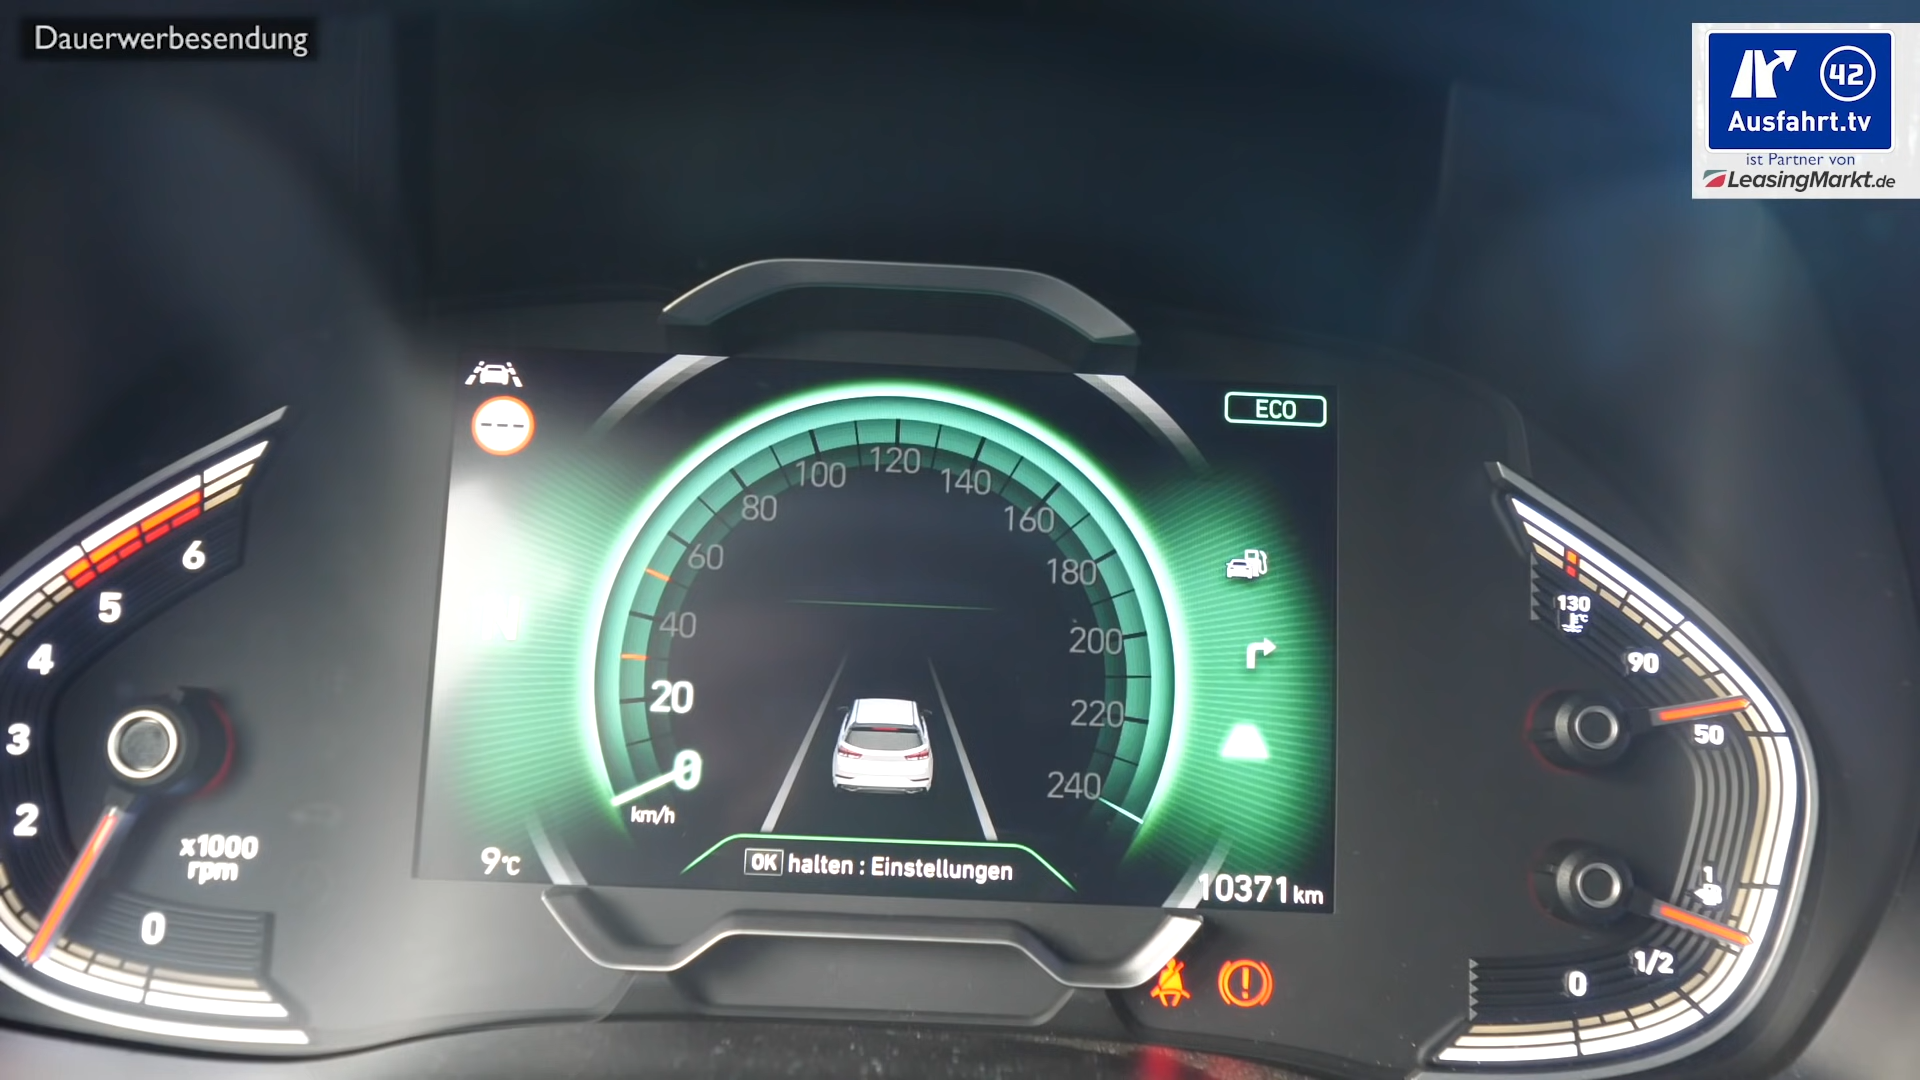 Dauerwerbesendung
42
Ausfahrt.tv
ist Partner von
LeasingMarkt.de
ECO
---
0
20
40
60
80
100
120
140
160
180
200
220
240
km/h
OK halten : Einstellungen
9°C
10371 km
6
5
4
3
2
0
x1000
rpm
130
°C
90
50
1
1/2
0